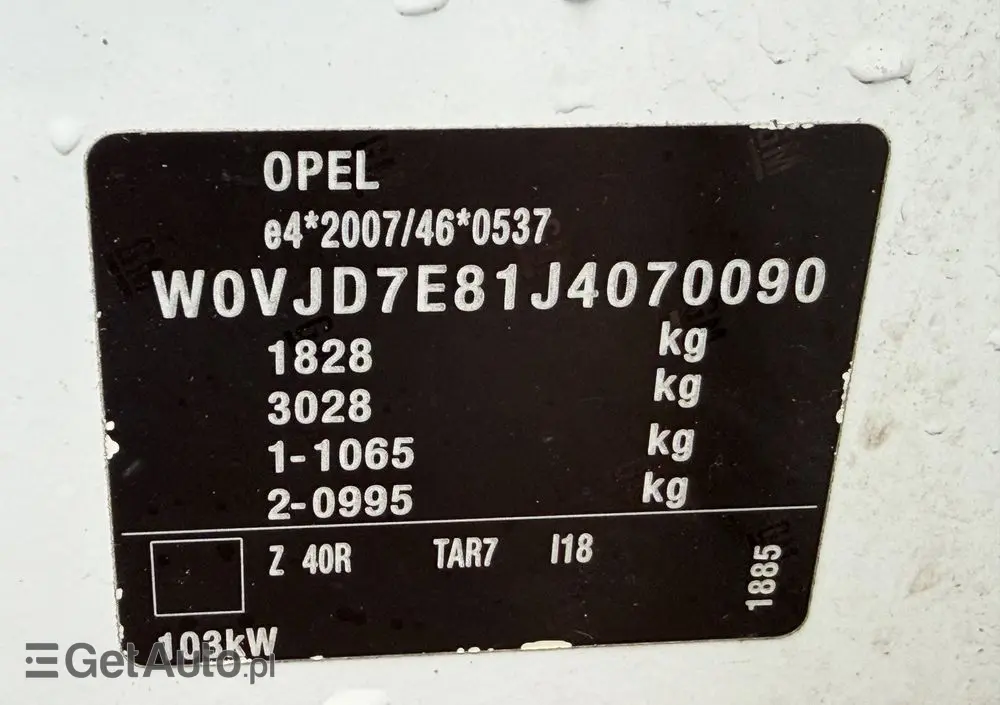 OPEL
e4*2007/46*0537
W0VJD7E81J4070090
1828 kg
3028 kg
1-1065 kg
2-0995 kg
Z 40R TAR7 I18
1885
103kW
GetAuto.pl